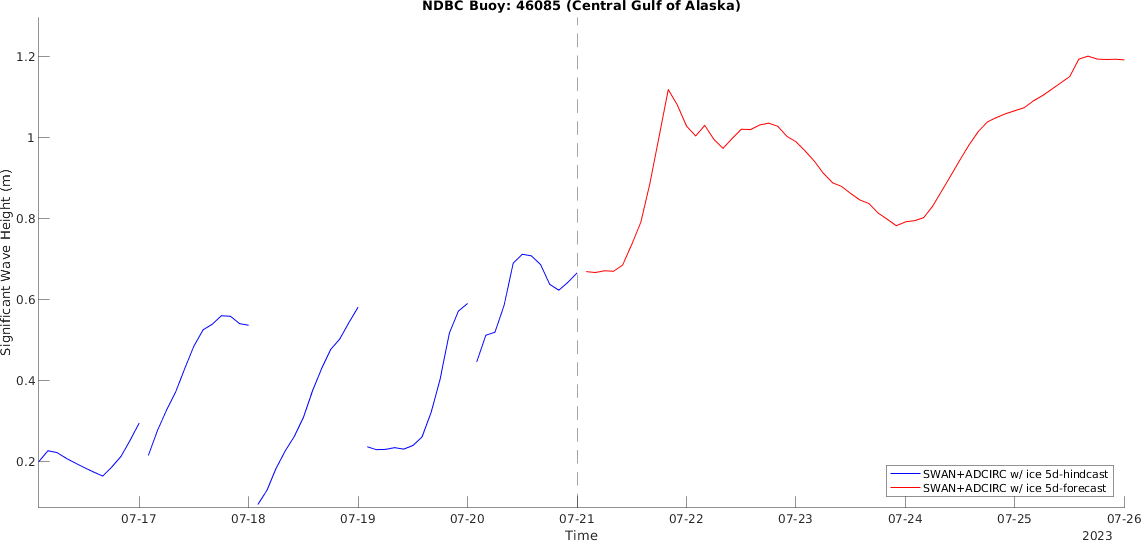 NDBC Buoy: 46085 (Central Gulf of Alaska)
Significant Wave Height (m)
1.2
1
0.8
0.6
0.4
0.2
SWAN+ADCIRC w/ ice 5d-hindcast
SWAN+ADCIRC w/ ice 5d-forecast
07-17 07-18 07-19 07-20 07-21 07-22 07-23 07-24 07-25 07-26
Time
2023